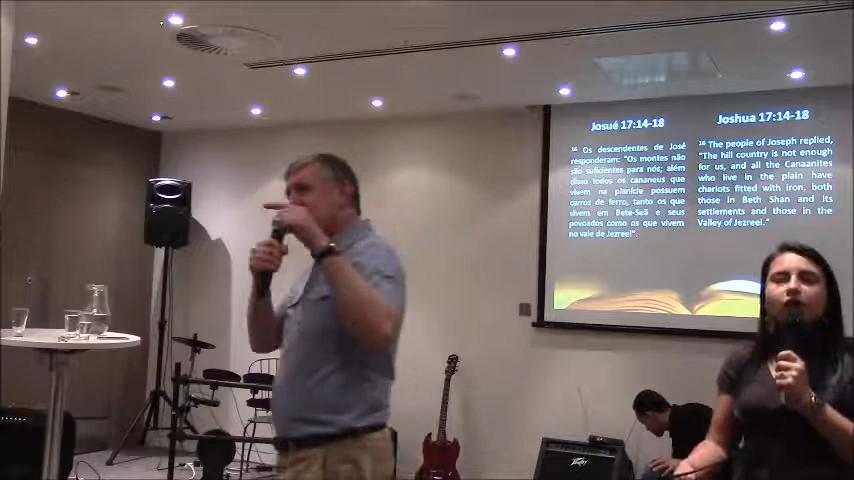 Josué 17:14-18
16 Os descendentes de José
responderam: "Os montes não
são suficientes para nós; além
disso todos os cananeus que
vivem na planície possuem
carros de ferro, tanto os que
vivem em Bete-Seã e seus
povoados como os que vivem
no vale de Jezreel".
Joshua 17:14-18
16 The people of Joseph replied,
"The hill country is not enough
for us, and all the Canaanites
who live in the plain have
chariots fitted with iron, both
those in Beth Shan and its
settlements and those in the
Valley of Jezreel."
PEAVEY